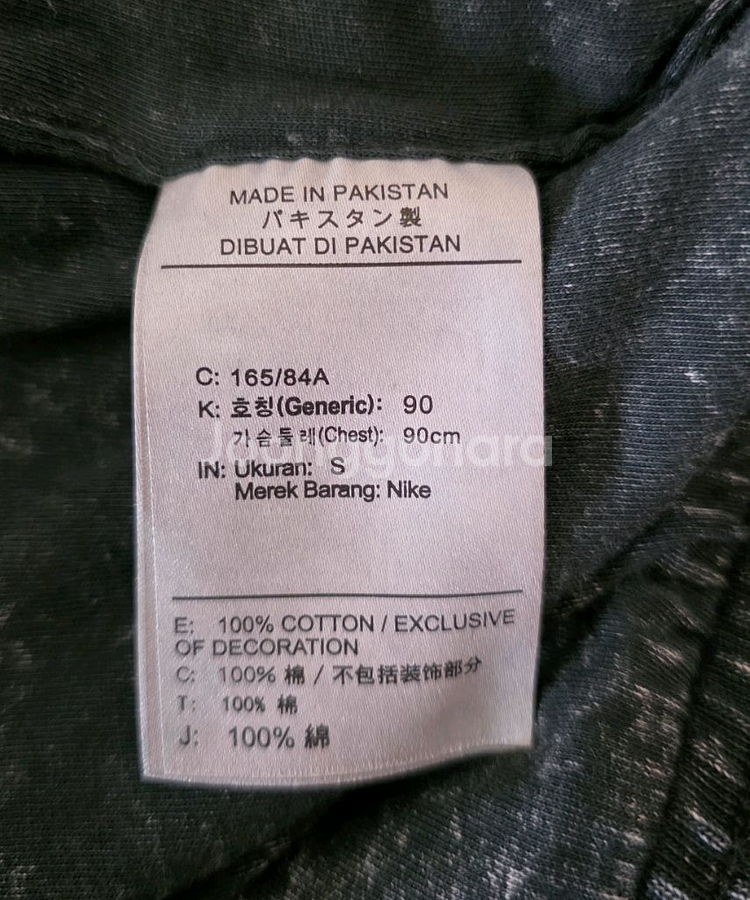 MADE IN PAKISTAN
パキスタン製
DIBUAT DI PAKISTAN
C: 165/84A
K: 호칭(Generic): 90
가슴둘레(Chest): 90cm
IN: Ukuran: S
Merek Barang: Nike
Joonggonara
E: 100% COTTON / EXCLUSIVE
OF DECORATION
C: 100% 棉 / 不包括装饰部分
T: 100% 棉
J: 100% 綿